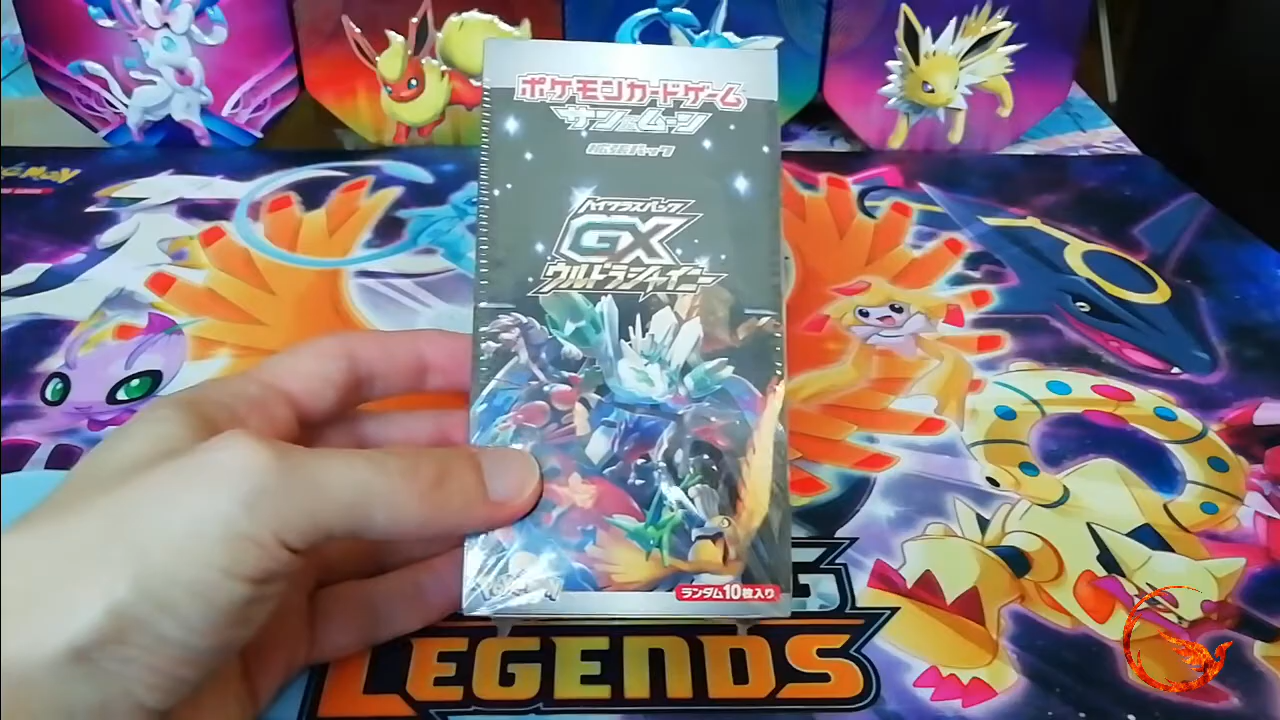 ポケモンカードゲーム
サン&ムーン
拡張パック
ハイクラスパック
GX
ウルトラシャイニー
Pokémon
ランダム10枚入り
LEGENDS